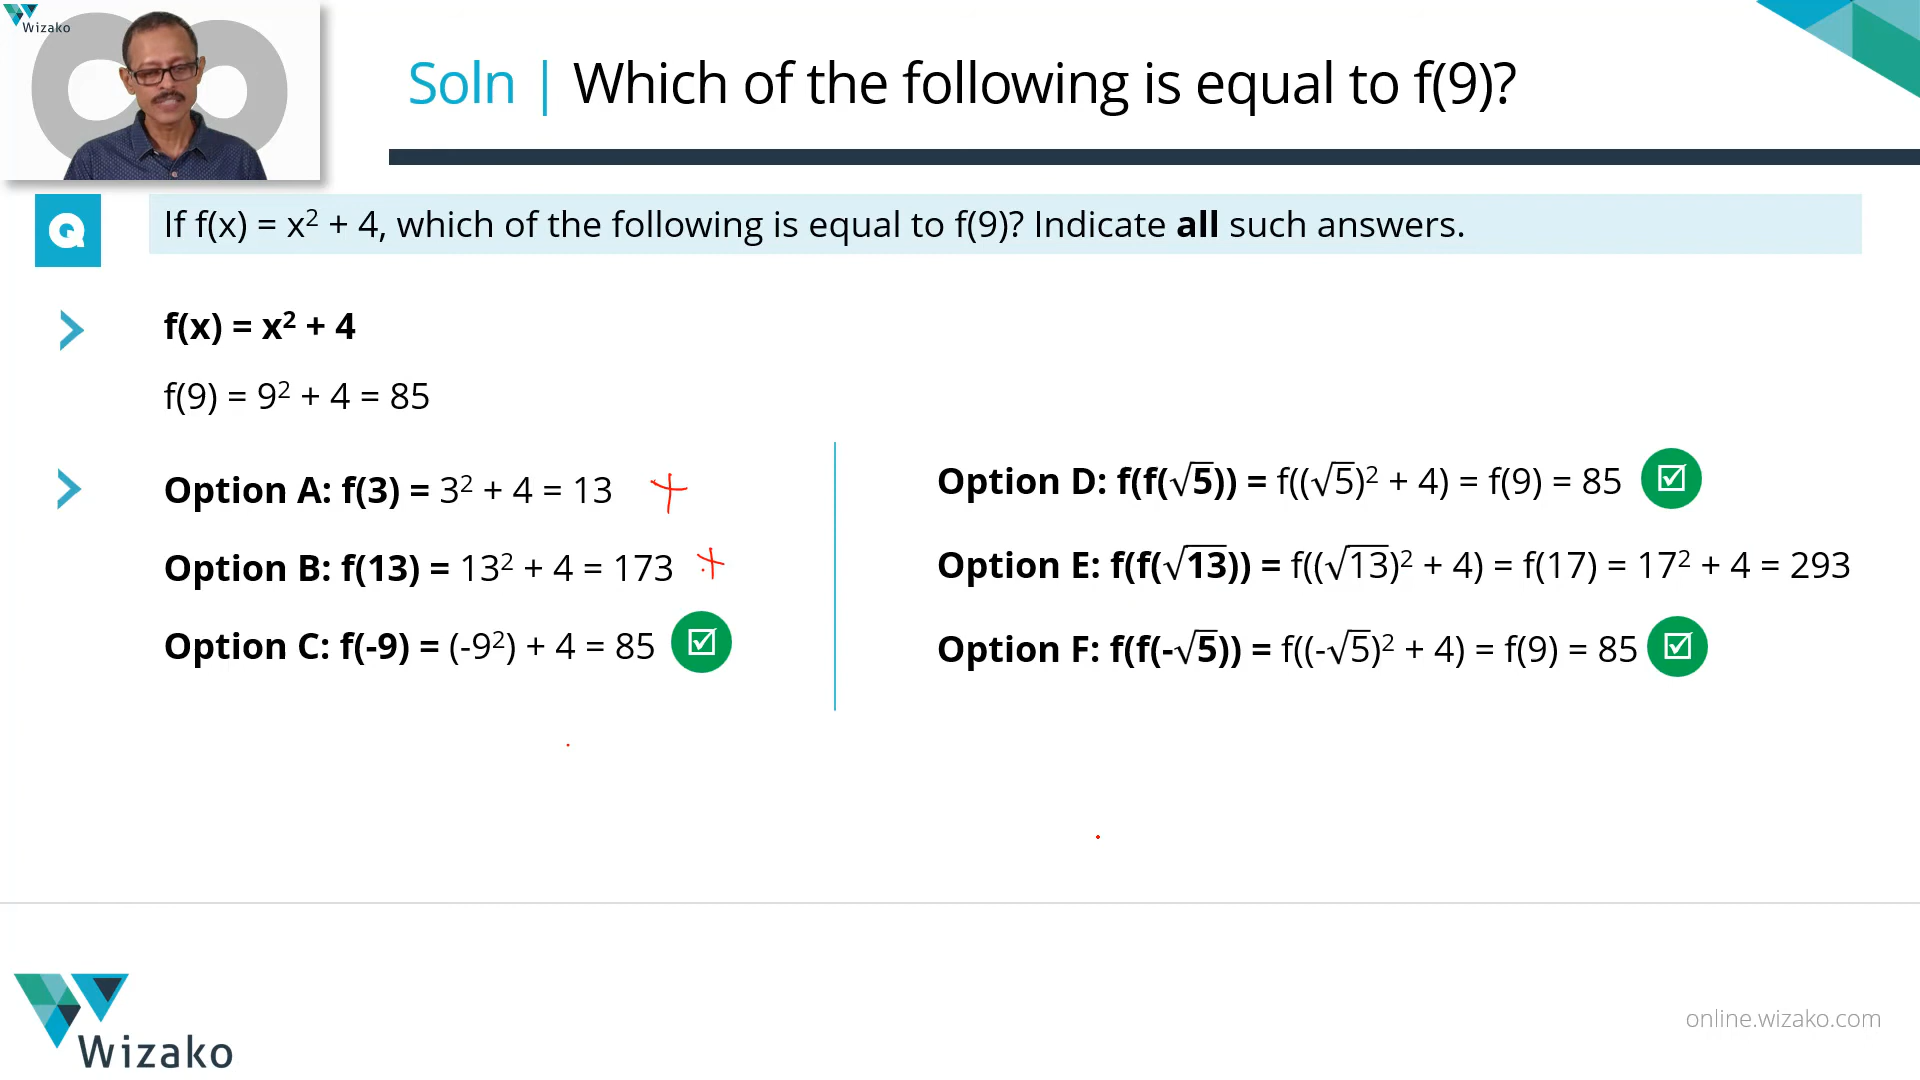 Wizako
Soln | Which of the following is equal to f(9)?
Q
If f(x) = x² + 4, which of the following is equal to f(9)? Indicate all such answers.
f(x) = x² + 4
f(9) = 9² + 4 = 85
Option A: f(3) = 3² + 4 = 13
Option B: f(13) = 13² + 4 = 173
Option C: f(-9) = (-9²) + 4 = 85
Option D: f(f(√5)) = f((√5)² + 4) = f(9) = 85
Option E: f(f(√13)) = f((√13)² + 4) = f(17) = 17² + 4 = 293
Option F: f(f(-√5)) = f((-√5)² + 4) = f(9) = 85
Wizako
online.wizako.com